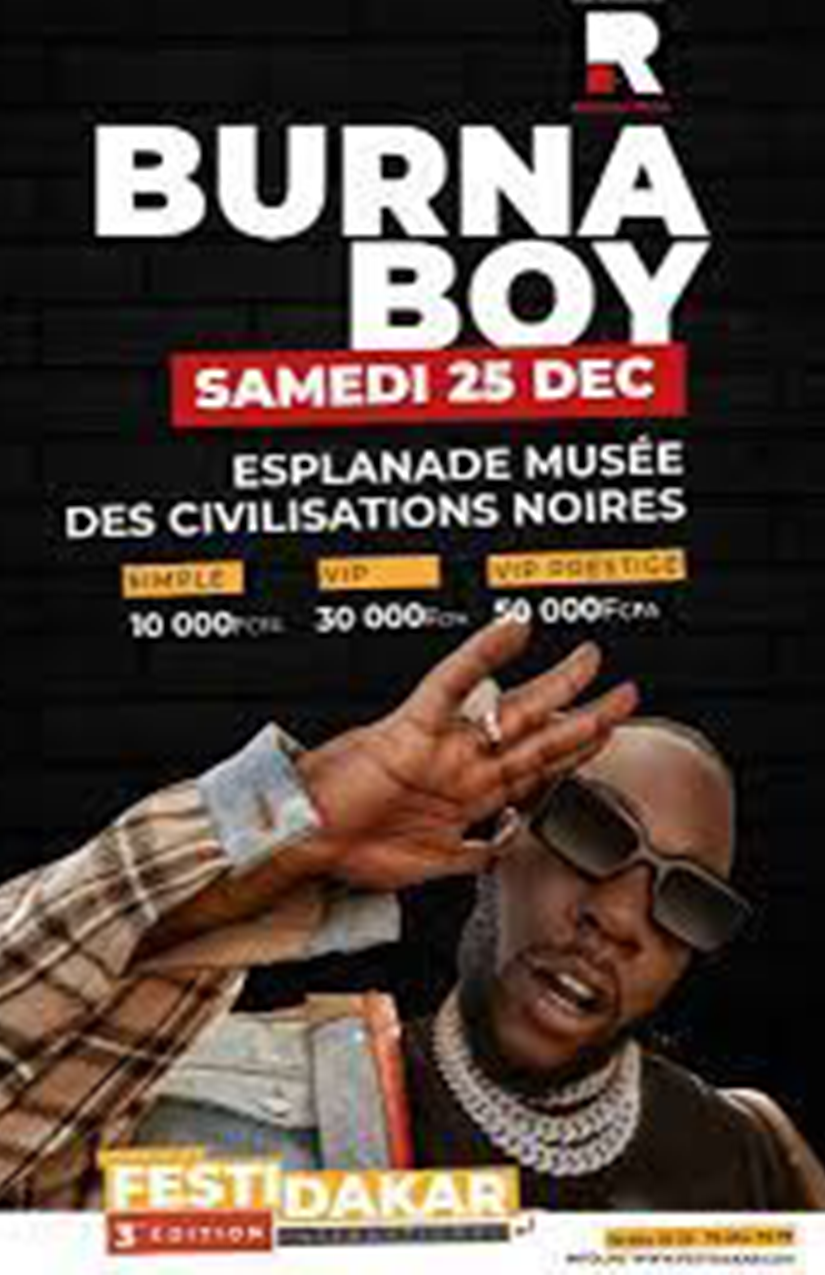 R
BURNA
BOY
SAMEDI 25 DEC
ESPLANADE MUSÉE
DES CIVILISATIONS NOIRES
SIMPLE VIP VIP PRESTIGE
10 000FCFA 30 000FCFA 50 000FCFA
FESTI DAKAR
3e EDITION